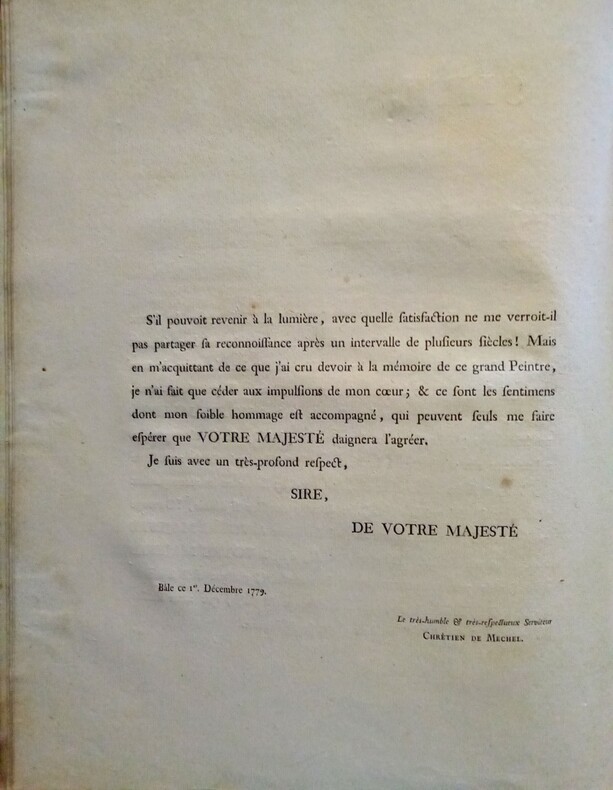 S'il pouvoit revenir à la lumière, avec quelle ſatisfaction ne me verroit-il
pas partager ſa reconnoiſſance après un intervalle de pluſieurs ſiècles! Mais
en m'acquittant de ce que j'ai cru devoir à la mémoire de ce grand Peintre,
je n'ai fait que céder aux impulſions de mon cœur; & ce ſont les ſentimens
dont mon foible hommage eſt accompagné, qui peuvent ſeuls me faire
eſpérer que VOTRE MAJESTÉ daignera l'agréer.
Je ſuis avec un très-profond reſpect,
SIRE,
DE VOTRE MAJESTÉ
Bâle ce 1er. Décembre 1779.
Le très-humble & très-reſpectueux Serviteur
CHRÉTIEN DE MECHEL.